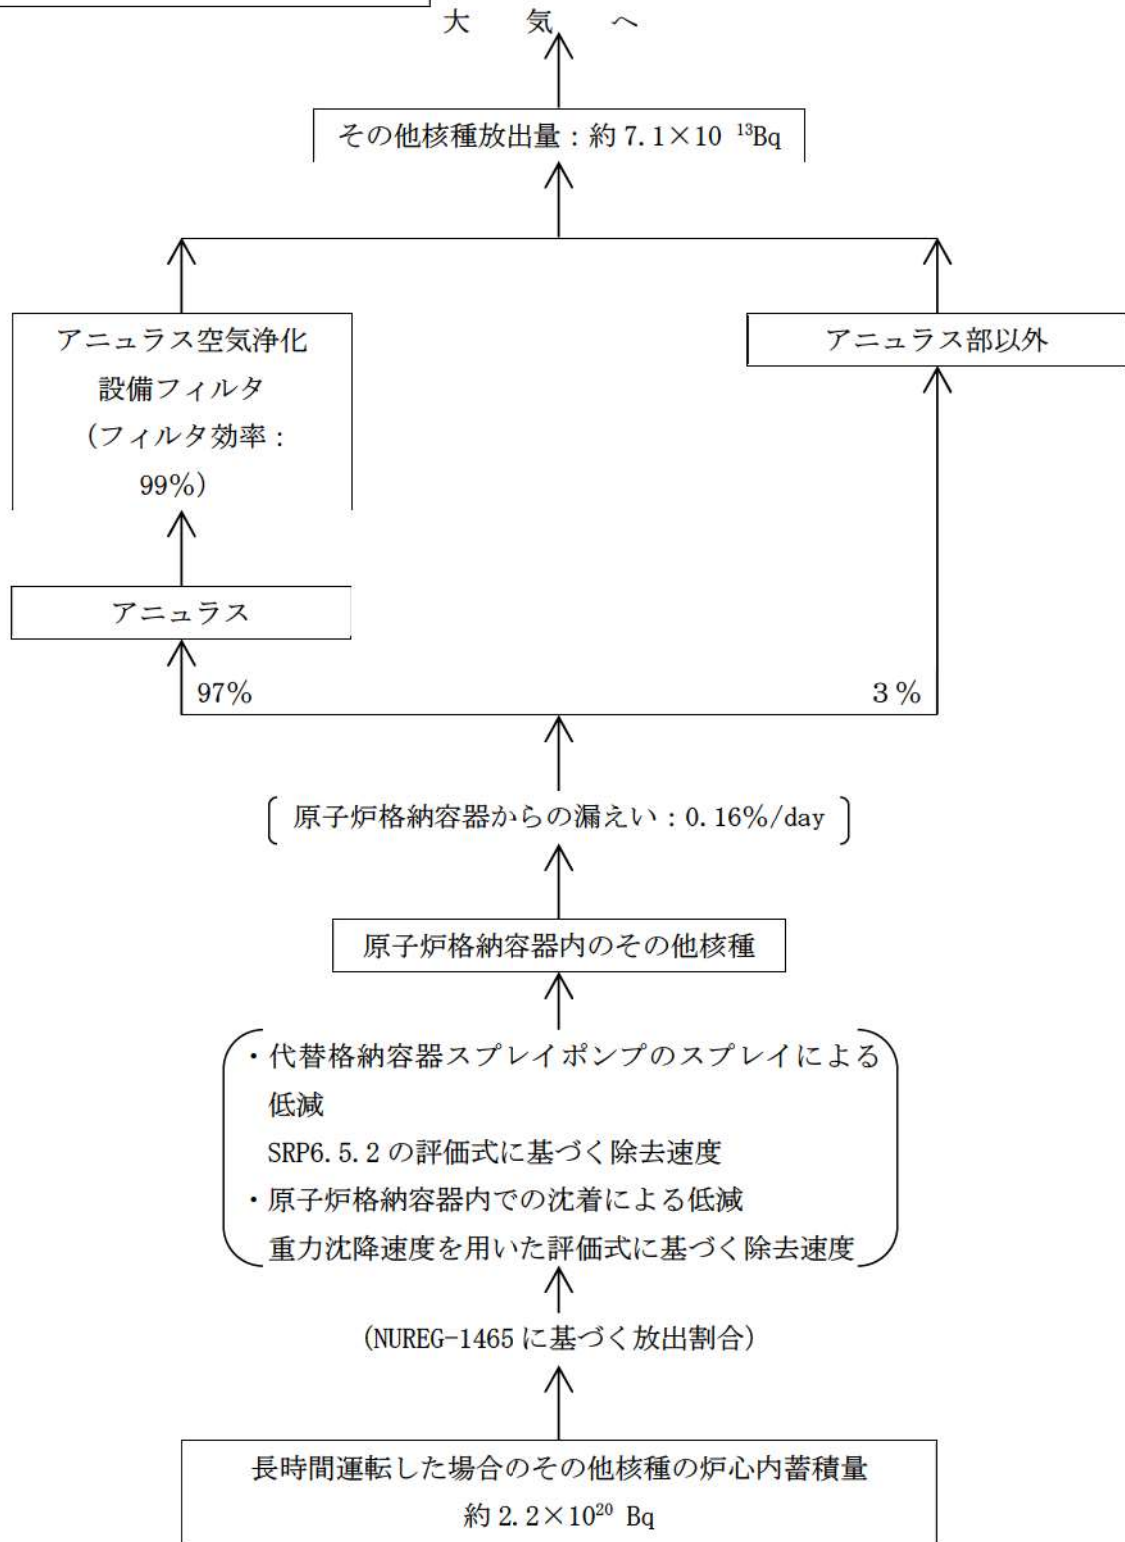 大 気 へ
その他核種放出量：約 7.1×10 ¹³Bq
アニュラス空気浄化
設備フィルタ
（フィルタ効率：
99%）
アニュラス部以外
アニュラス
97%
３%
原子炉格納容器からの漏えい：0.16%/day
原子炉格納容器内のその他核種
・代替格納容器スプレイポンプのスプレイによる
低減
SRP6.5.2 の評価式に基づく除去速度
・原子炉格納容器内での沈着による低減
重力沈降速度を用いた評価式に基づく除去速度
(NUREG-1465 に基づく放出割合)
長時間運転した場合のその他核種の炉心内蓄積量
約 2.2×10²⁰ Bq